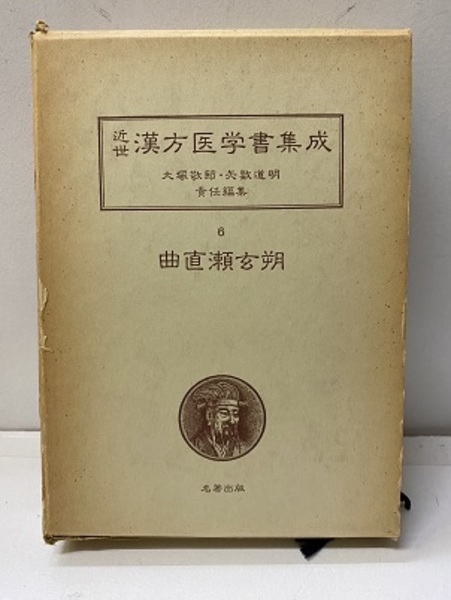 近世漢方医学書集成
大塚敬節・矢数道明
責任編集
6
曲直瀬玄朔
名著出版